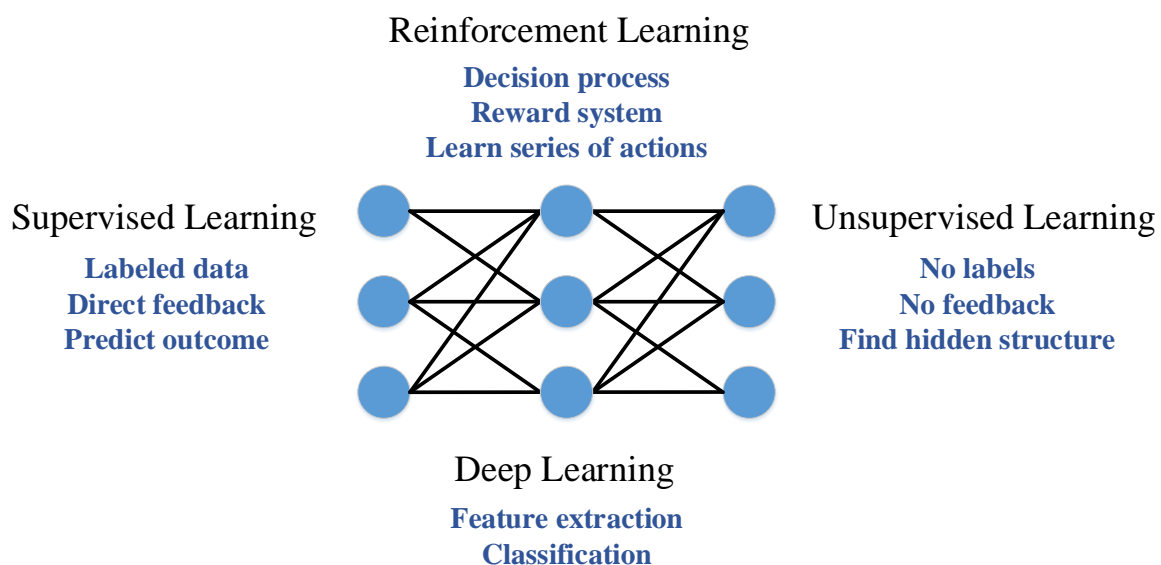 Reinforcement Learning
Decision process
Reward system
Learn series of actions
Supervised Learning
Labeled data
Direct feedback
Predict outcome
Unsupervised Learning
No labels
No feedback
Find hidden structure
Deep Learning
Feature extraction
Classification